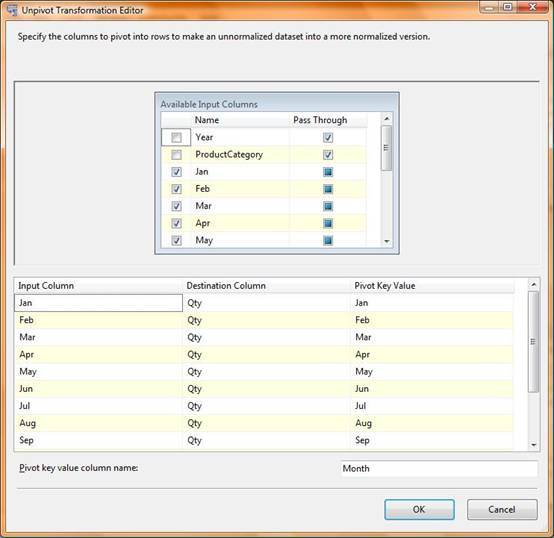 Unpivot Transformation Editor
Specify the columns to pivot into rows to make an unnormalized dataset into a more normalized version.
Available Input Columns
Name Pass Through
Year
ProductCategory
Jan
Feb
Mar
Apr
May
Input Column Destination Column Pivot Key Value
Jan Qty Jan
Feb Qty Feb
Mar Qty Mar
Apr Qty Apr
May Qty May
Jun Qty Jun
Jul Qty Jul
Aug Qty Aug
Sep Qty Sep
Pivot key value column name: Month
OK Cancel